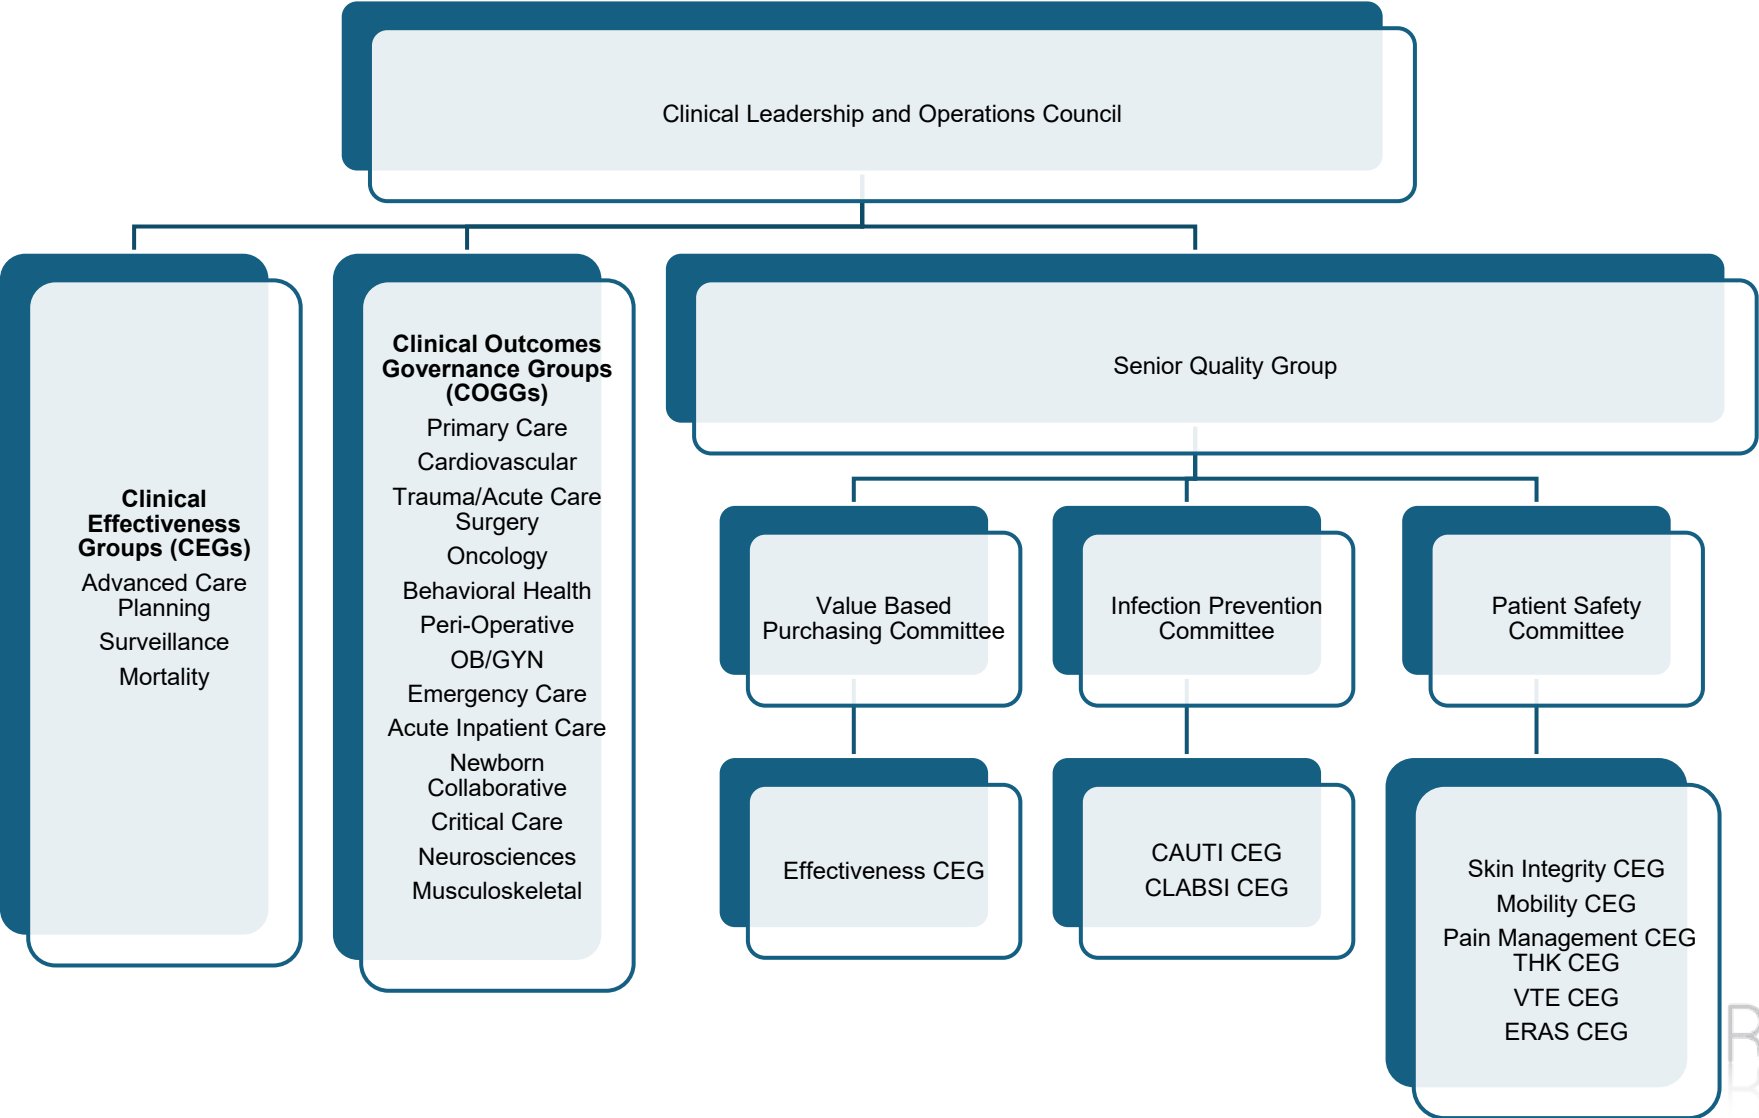 Clinical Leadership and Operations Council
Clinical
Effectiveness
Groups (CEGs)
Advanced Care
Planning
Surveillance
Mortality
Clinical Outcomes
Governance Groups
(COGGs)
Primary Care
Cardiovascular
Trauma/Acute Care
Surgery
Oncology
Behavioral Health
Peri-Operative
OB/GYN
Emergency Care
Acute Inpatient Care
Newborn
Collaborative
Critical Care
Neurosciences
Musculoskeletal
Senior Quality Group
Value Based
Purchasing Committee
Effectiveness CEG
Infection Prevention
Committee
CAUTI CEG
CLABSI CEG
Patient Safety
Committee
Skin Integrity CEG
Mobility CEG
Pain Management CEG
THK CEG
VTE CEG
ERAS CEG